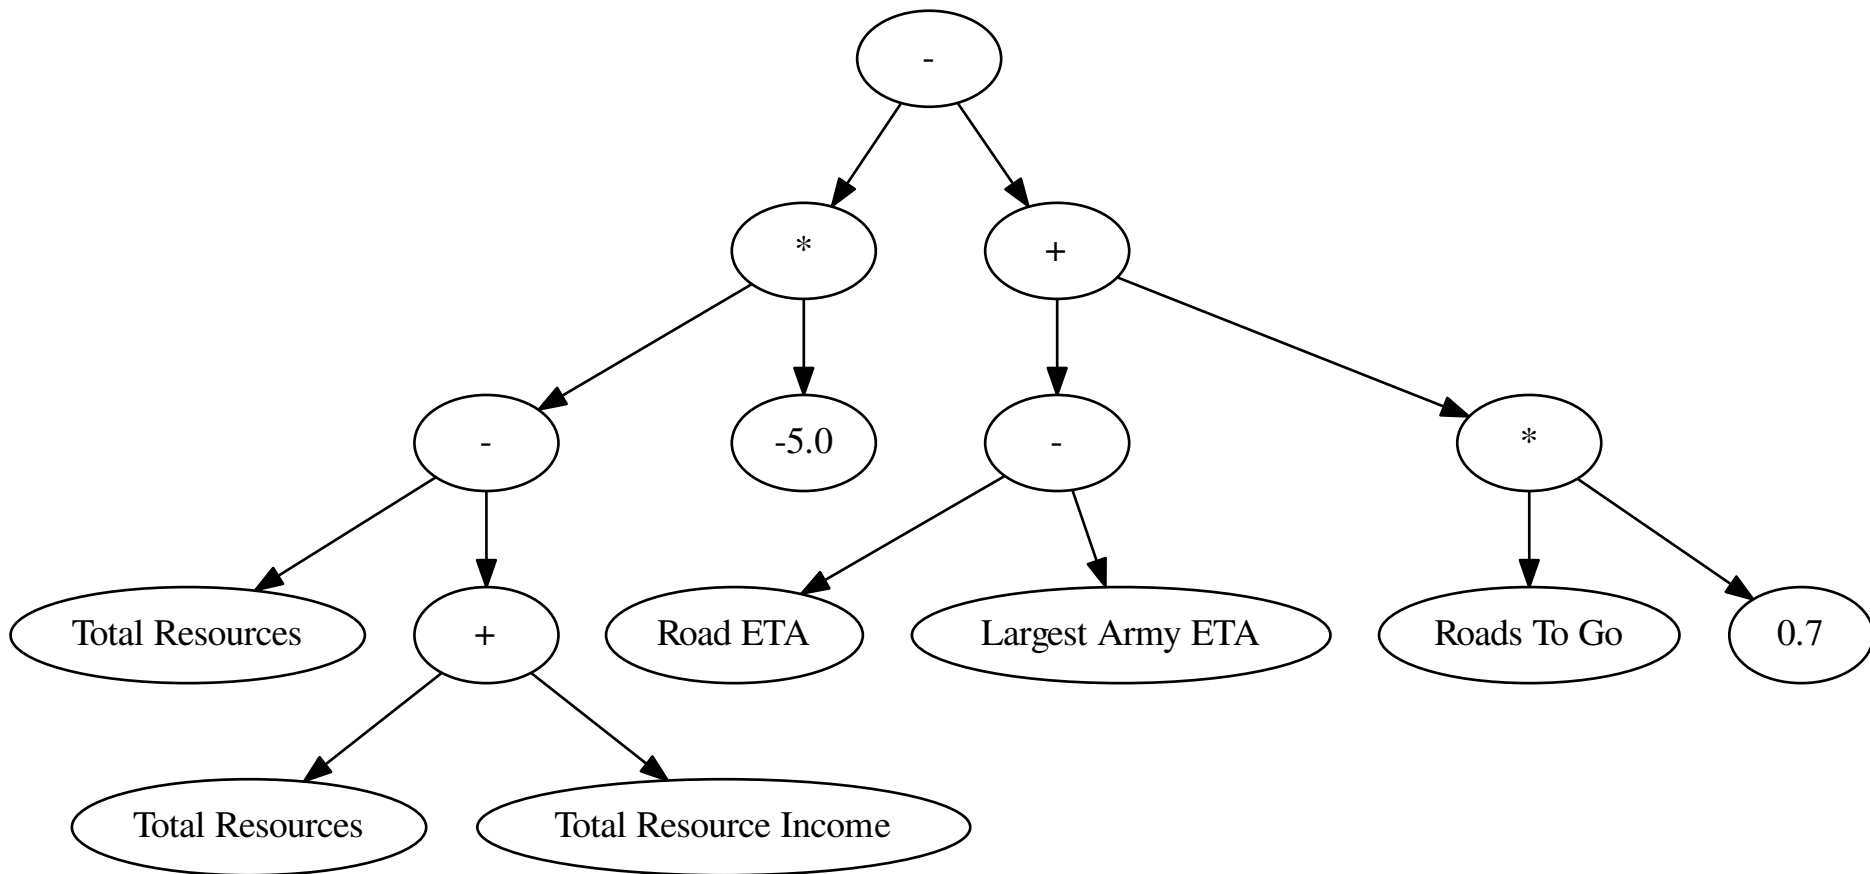 -
*
+
-
-5.0
-
*
Total Resources
+
Road ETA
Largest Army ETA
Roads To Go
0.7
Total Resources
Total Resource Income